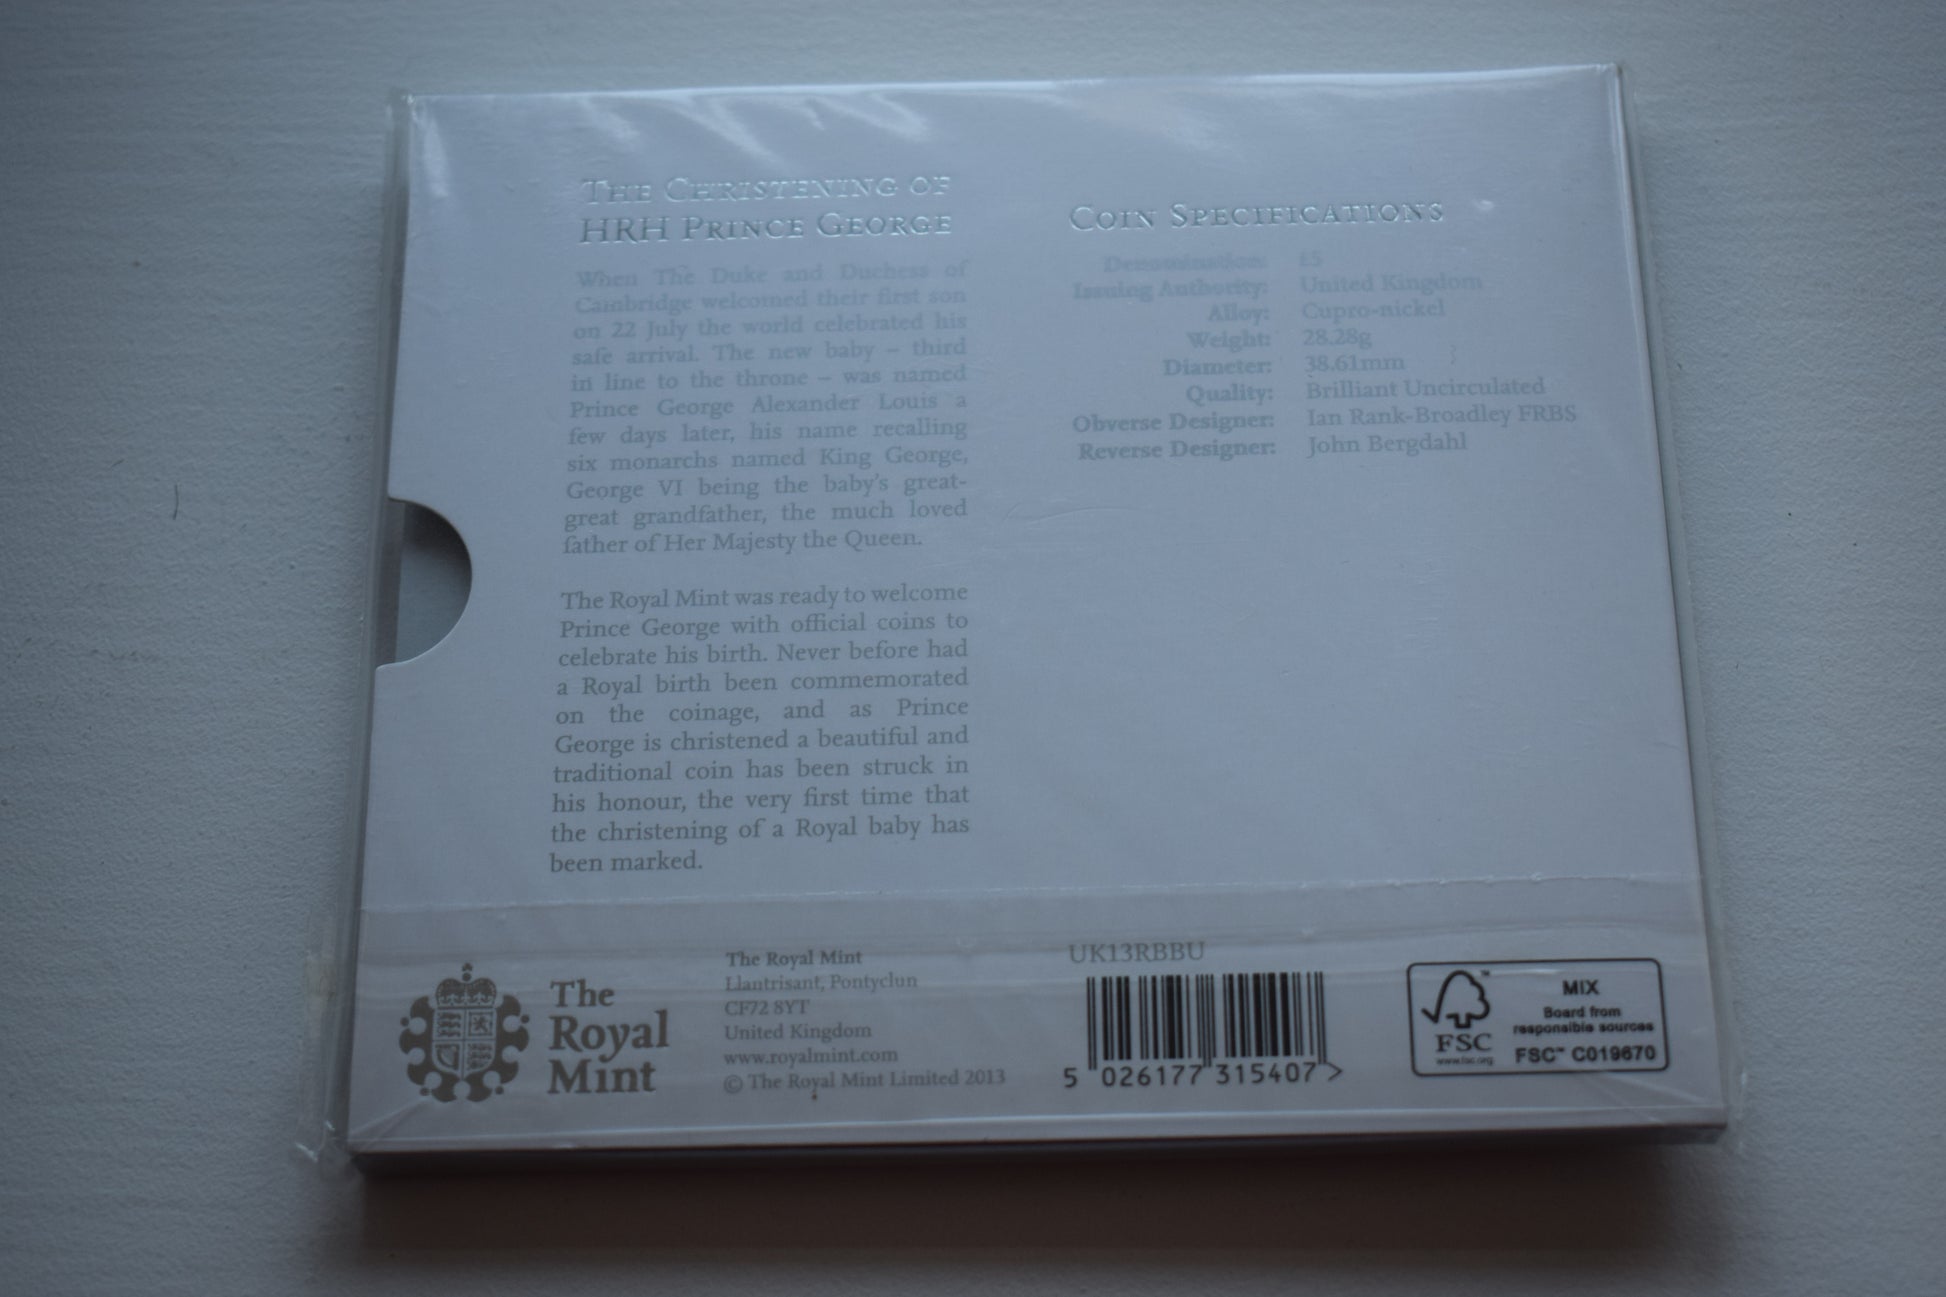 The Christening of
HRH Prince George
When The Duke and Duchess of
Cambridge welcomed their first son
on 22 July the world celebrated his
safe arrival. The new baby – third
in line to the throne – was named
Prince George Alexander Louis a
few days later, his name recalling
six monarchs named King George,
George VI being the baby's great-
great grandfather, the much loved
father of Her Majesty the Queen.
The Royal Mint was ready to welcome
Prince George with official coins to
celebrate his birth. Never before had
a Royal birth been commemorated
on the coinage, and as Prince
George is christened a beautiful and
traditional coin has been struck in
his honour, the very first time that
the christening of a Royal baby has
been marked.
Coin Specifications
Denomination: £5
Issuing Authority: United Kingdom
Alloy: Cupro-nickel
Weight: 28.28g
Diameter: 38.61mm
Quality: Brilliant Uncirculated
Obverse Designer: Ian Rank-Broadley FRBS
Reverse Designer: John Bergdahl
The
Royal
Mint
The Royal Mint
Llantrisant, Pontyclun
CF72 8YT
United Kingdom
www.royalmint.com
© The Royal Mint Limited 2013
UK13RBBU
5 026177 315407 >
FSC
www.fsc.org
MIX
Board from
responsible sources
FSC™ C019670